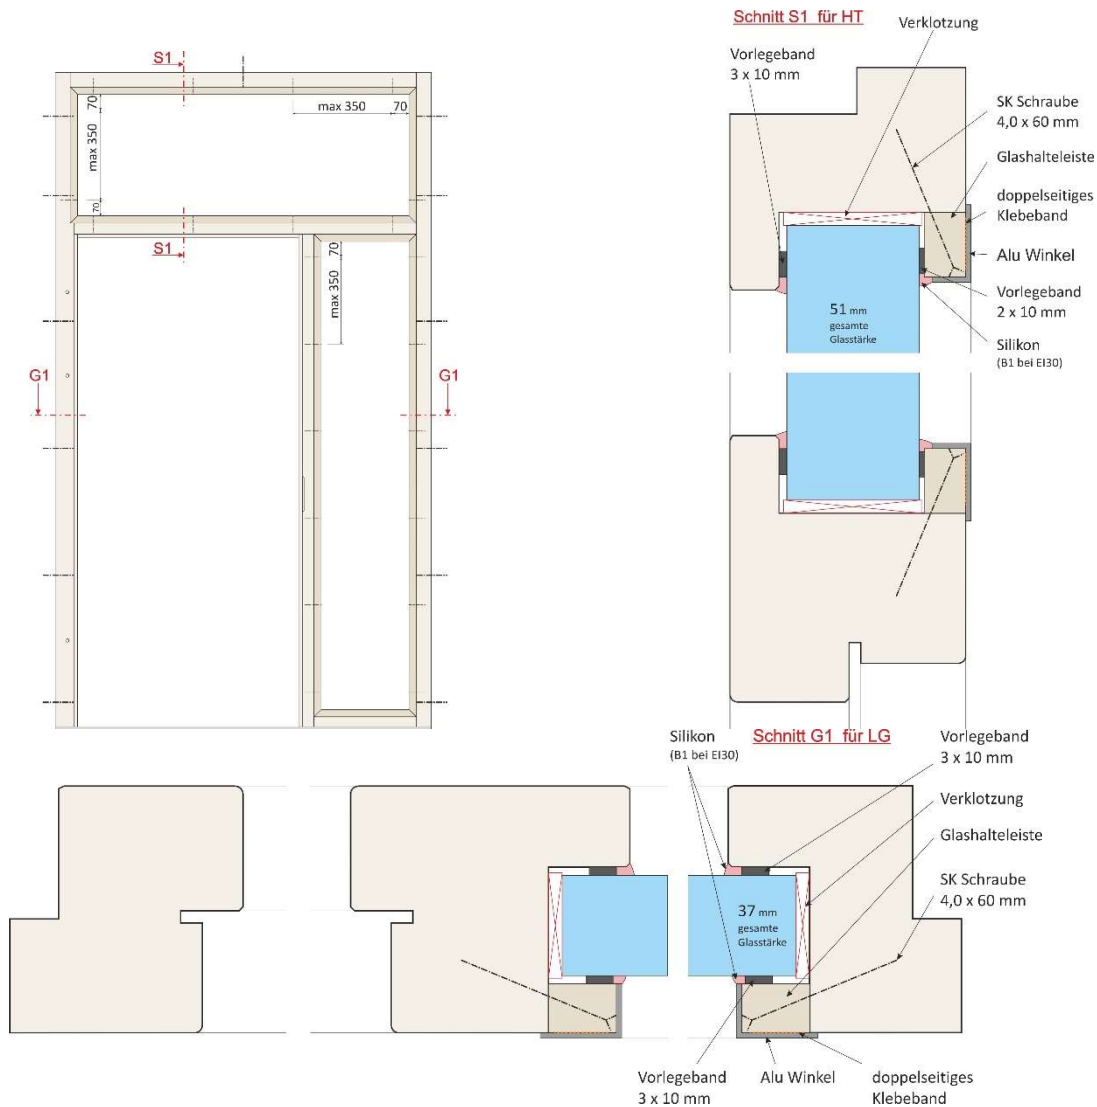 S1
70
max 350
70
max 350
70
S1
70
max 350
G1
G1
Schnitt S1 für HT
Verklotzung
Vorlegeband
3 x 10 mm
SK Schraube
4,0 x 60 mm
Glashalteleiste
doppelseitiges
Klebeband
Alu Winkel
Vorlegeband
2 x 10 mm
Silikon
(B1 bei EI30)
51 mm
gesamte
Glasstärke
Schnitt G1 für LG
Silikon
(B1 bei EI30)
Vorlegeband
3 x 10 mm
Verklotzung
Glashalteleiste
SK Schraube
4,0 x 60 mm
37 mm
gesamte
Glasstärke
Vorlegeband
3 x 10 mm
Alu Winkel
doppelseitiges
Klebeband